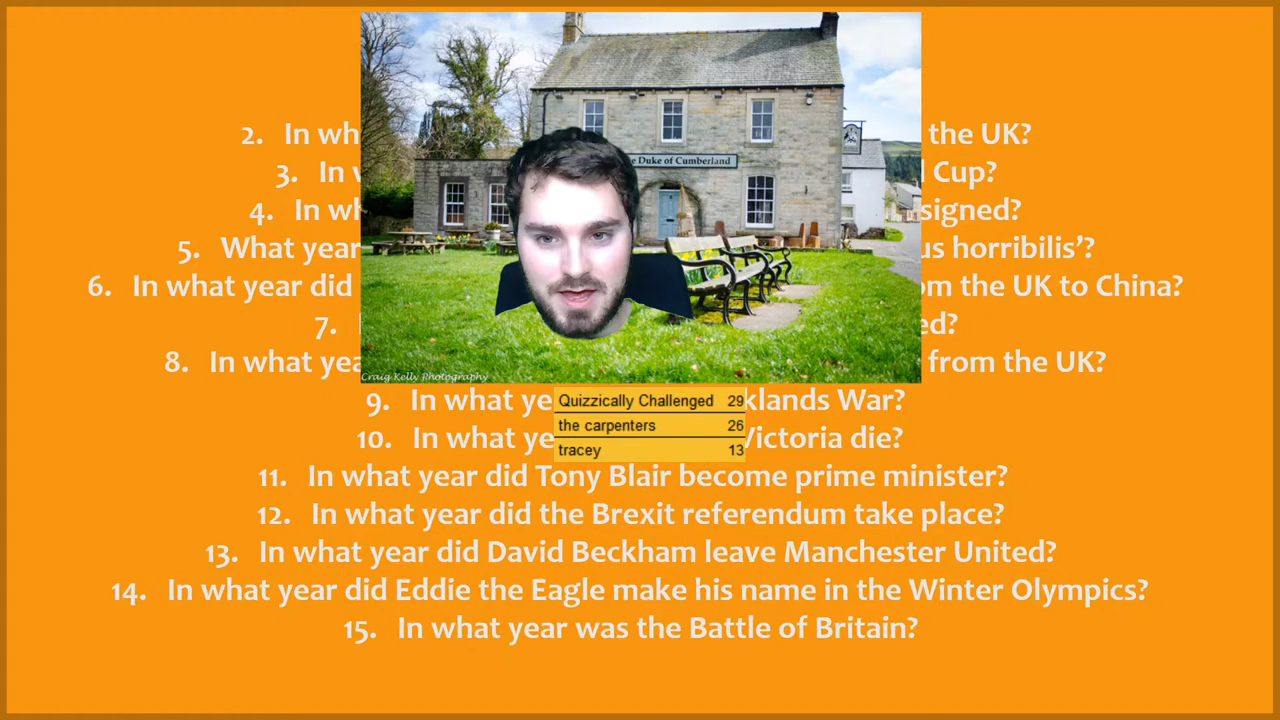 2. In wh the UK?
3. In Cup?
4. In wh signed?
5. What year us horribilis’?
6. In what year did om the UK to China?
7. ed?
8. In what yea from the UK?
The Duke of Cumberland
Craig Kelly Photography
9. In what ye klands War?
10. In what ye Victoria die?
Quizzically Challenged 29
the carpenters 26
tracey 13
11. In what year did Tony Blair become prime minister?
12. In what year did the Brexit referendum take place?
13. In what year did David Beckham leave Manchester United?
14. In what year did Eddie the Eagle make his name in the Winter Olympics?
15. In what year was the Battle of Britain?